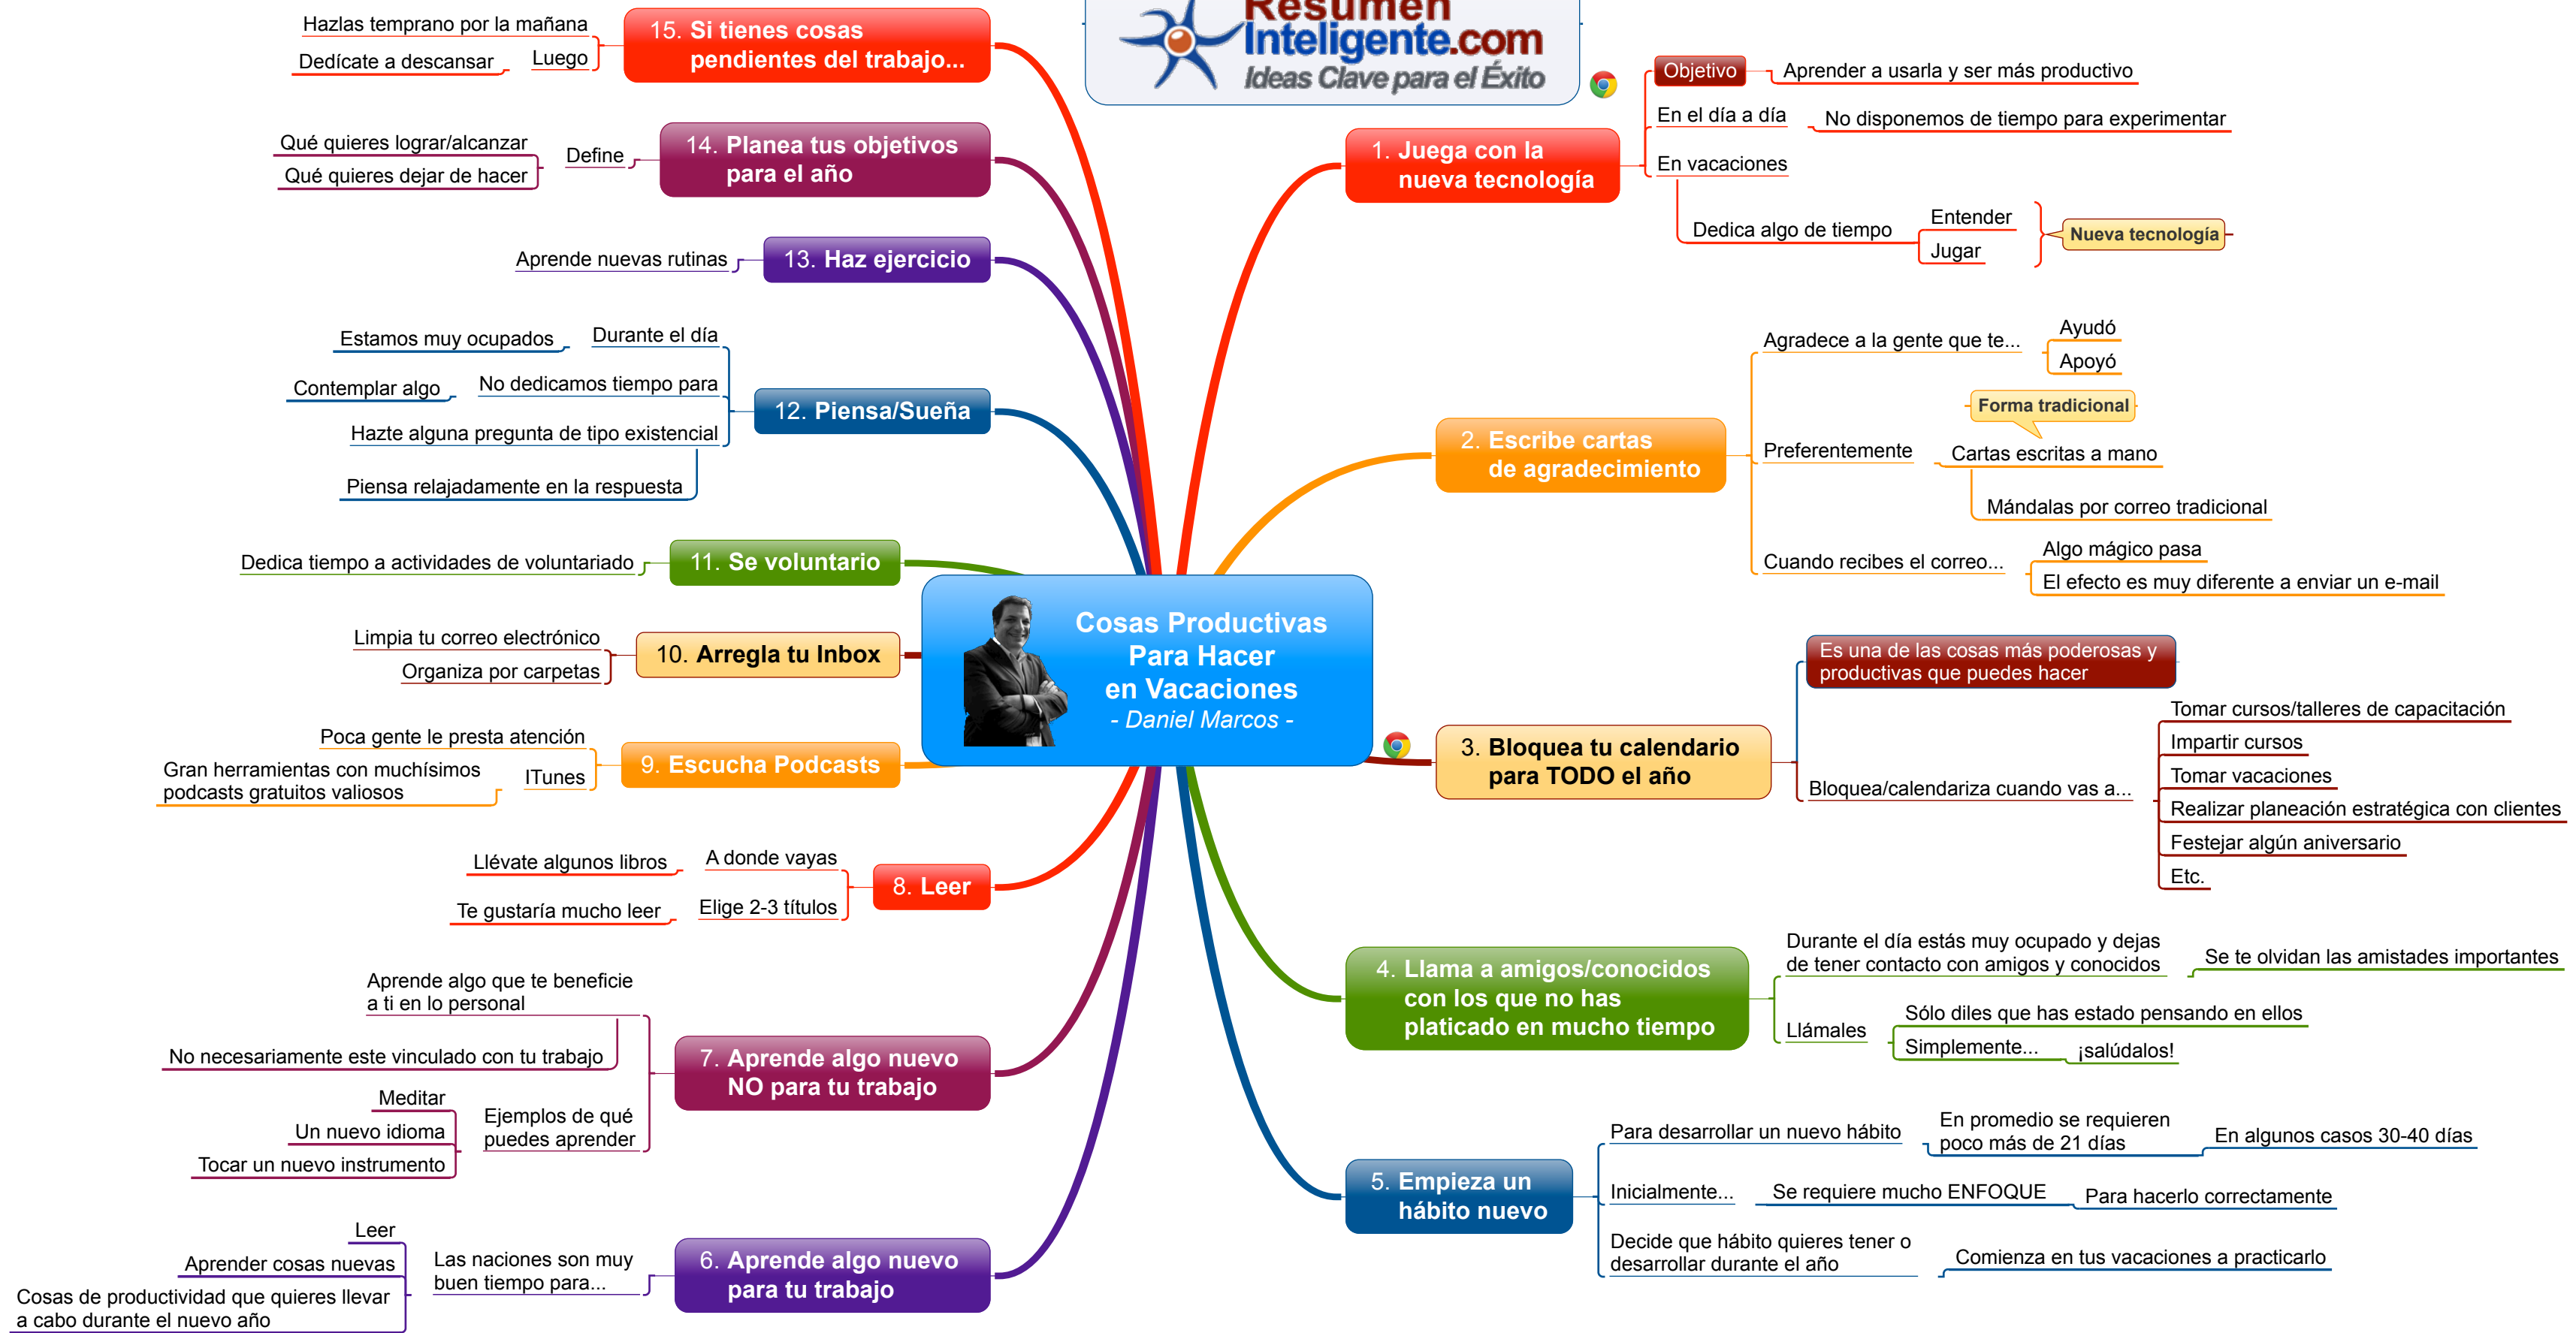 Resumen
Inteligente.com
Ideas Clave para el Éxito
Cosas Productivas
Para Hacer
en Vacaciones
- Daniel Marcos -
1. Juega con la
nueva tecnología
Objetivo
Aprender a usarla y ser más productivo
En el día a día
No disponemos de tiempo para experimentar
En vacaciones
Dedica algo de tiempo
Entender
Jugar
Nueva tecnología
2. Escribe cartas
de agradecimiento
Agradece a la gente que te...
Ayudó
Apoyó
Preferentemente
Forma tradicional
Cartas escritas a mano
Mándalas por correo tradicional
Cuando recibes el correo...
Algo mágico pasa
El efecto es muy diferente a enviar un e-mail
3. Bloquea tu calendario
para TODO el año
Es una de las cosas más poderosas y
productivas que puedes hacer
Bloquea/calendariza cuando vas a...
Tomar cursos/talleres de capacitación
Impartir cursos
Tomar vacaciones
Realizar planeación estratégica con clientes
Festejar algún aniversario
Etc.
4. Llama a amigos/conocidos
con los que no has
platicado en mucho tiempo
Durante el día estás muy ocupado y dejas
de tener contacto con amigos y conocidos
Se te olvidan las amistades importantes
Llámales
Sólo diles que has estado pensando en ellos
Simplemente...
¡salúdalos!
5. Empieza un
hábito nuevo
Para desarrollar un nuevo hábito
En promedio se requieren
poco más de 21 días
En algunos casos 30-40 días
Inicialmente...
Se requiere mucho ENFOQUE
Para hacerlo correctamente
Decide que hábito quieres tener o
desarrollar durante el año
Comienza en tus vacaciones a practicarlo
6. Aprende algo nuevo
para tu trabajo
Las naciones son muy
buen tiempo para...
Leer
Aprender cosas nuevas
Cosas de productividad que quieres llevar
a cabo durante el nuevo año
7. Aprende algo nuevo
NO para tu trabajo
Aprende algo que te beneficie
a ti en lo personal
No necesariamente este vinculado con tu trabajo
Ejemplos de qué
puedes aprender
Meditar
Un nuevo idioma
Tocar un nuevo instrumento
8. Leer
A donde vayas
Llévate algunos libros
Elige 2-3 títulos
Te gustaría mucho leer
9. Escucha Podcasts
Poca gente le presta atención
ITunes
Gran herramientas con muchísimos
podcasts gratuitos valiosos
10. Arregla tu Inbox
Limpia tu correo electrónico
Organiza por carpetas
11. Se voluntario
Dedica tiempo a actividades de voluntariado
12. Piensa/Sueña
Durante el día
Estamos muy ocupados
No dedicamos tiempo para
Contemplar algo
Hazte alguna pregunta de tipo existencial
Piensa relajadamente en la respuesta
13. Haz ejercicio
Aprende nuevas rutinas
14. Planea tus objetivos
para el año
Define
Qué quieres lograr/alcanzar
Qué quieres dejar de hacer
15. Si tienes cosas
pendientes del trabajo...
Hazlas temprano por la mañana
Luego
Dedícate a descansar